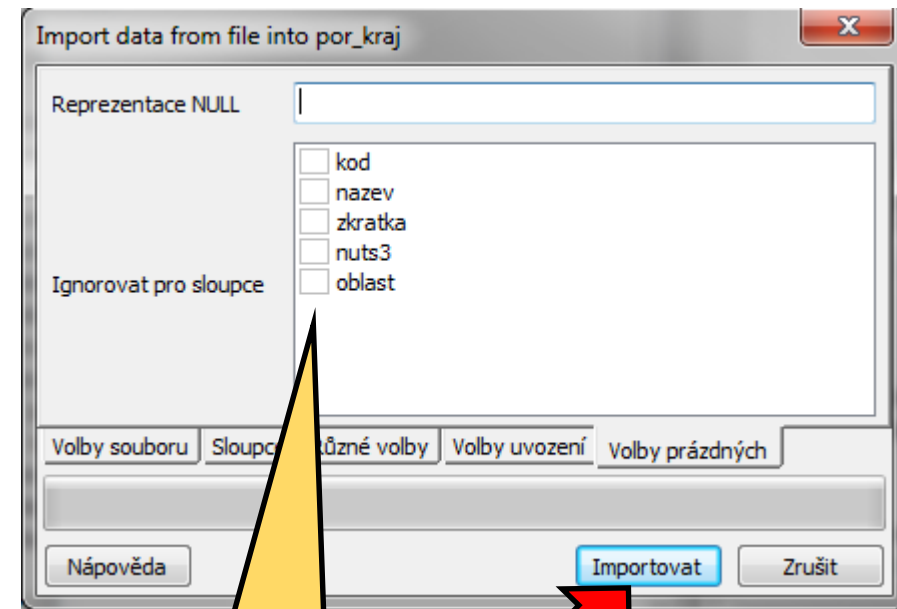 Import data from file into por_kraj
Reprezentace NULL
kod
nazev
zkratka
nuts3
oblast
Ignorovat pro sloupce
Volby souboru Sloupce Různé volby Volby uvození Volby prázdných
Nápověda Importovat Zrušit